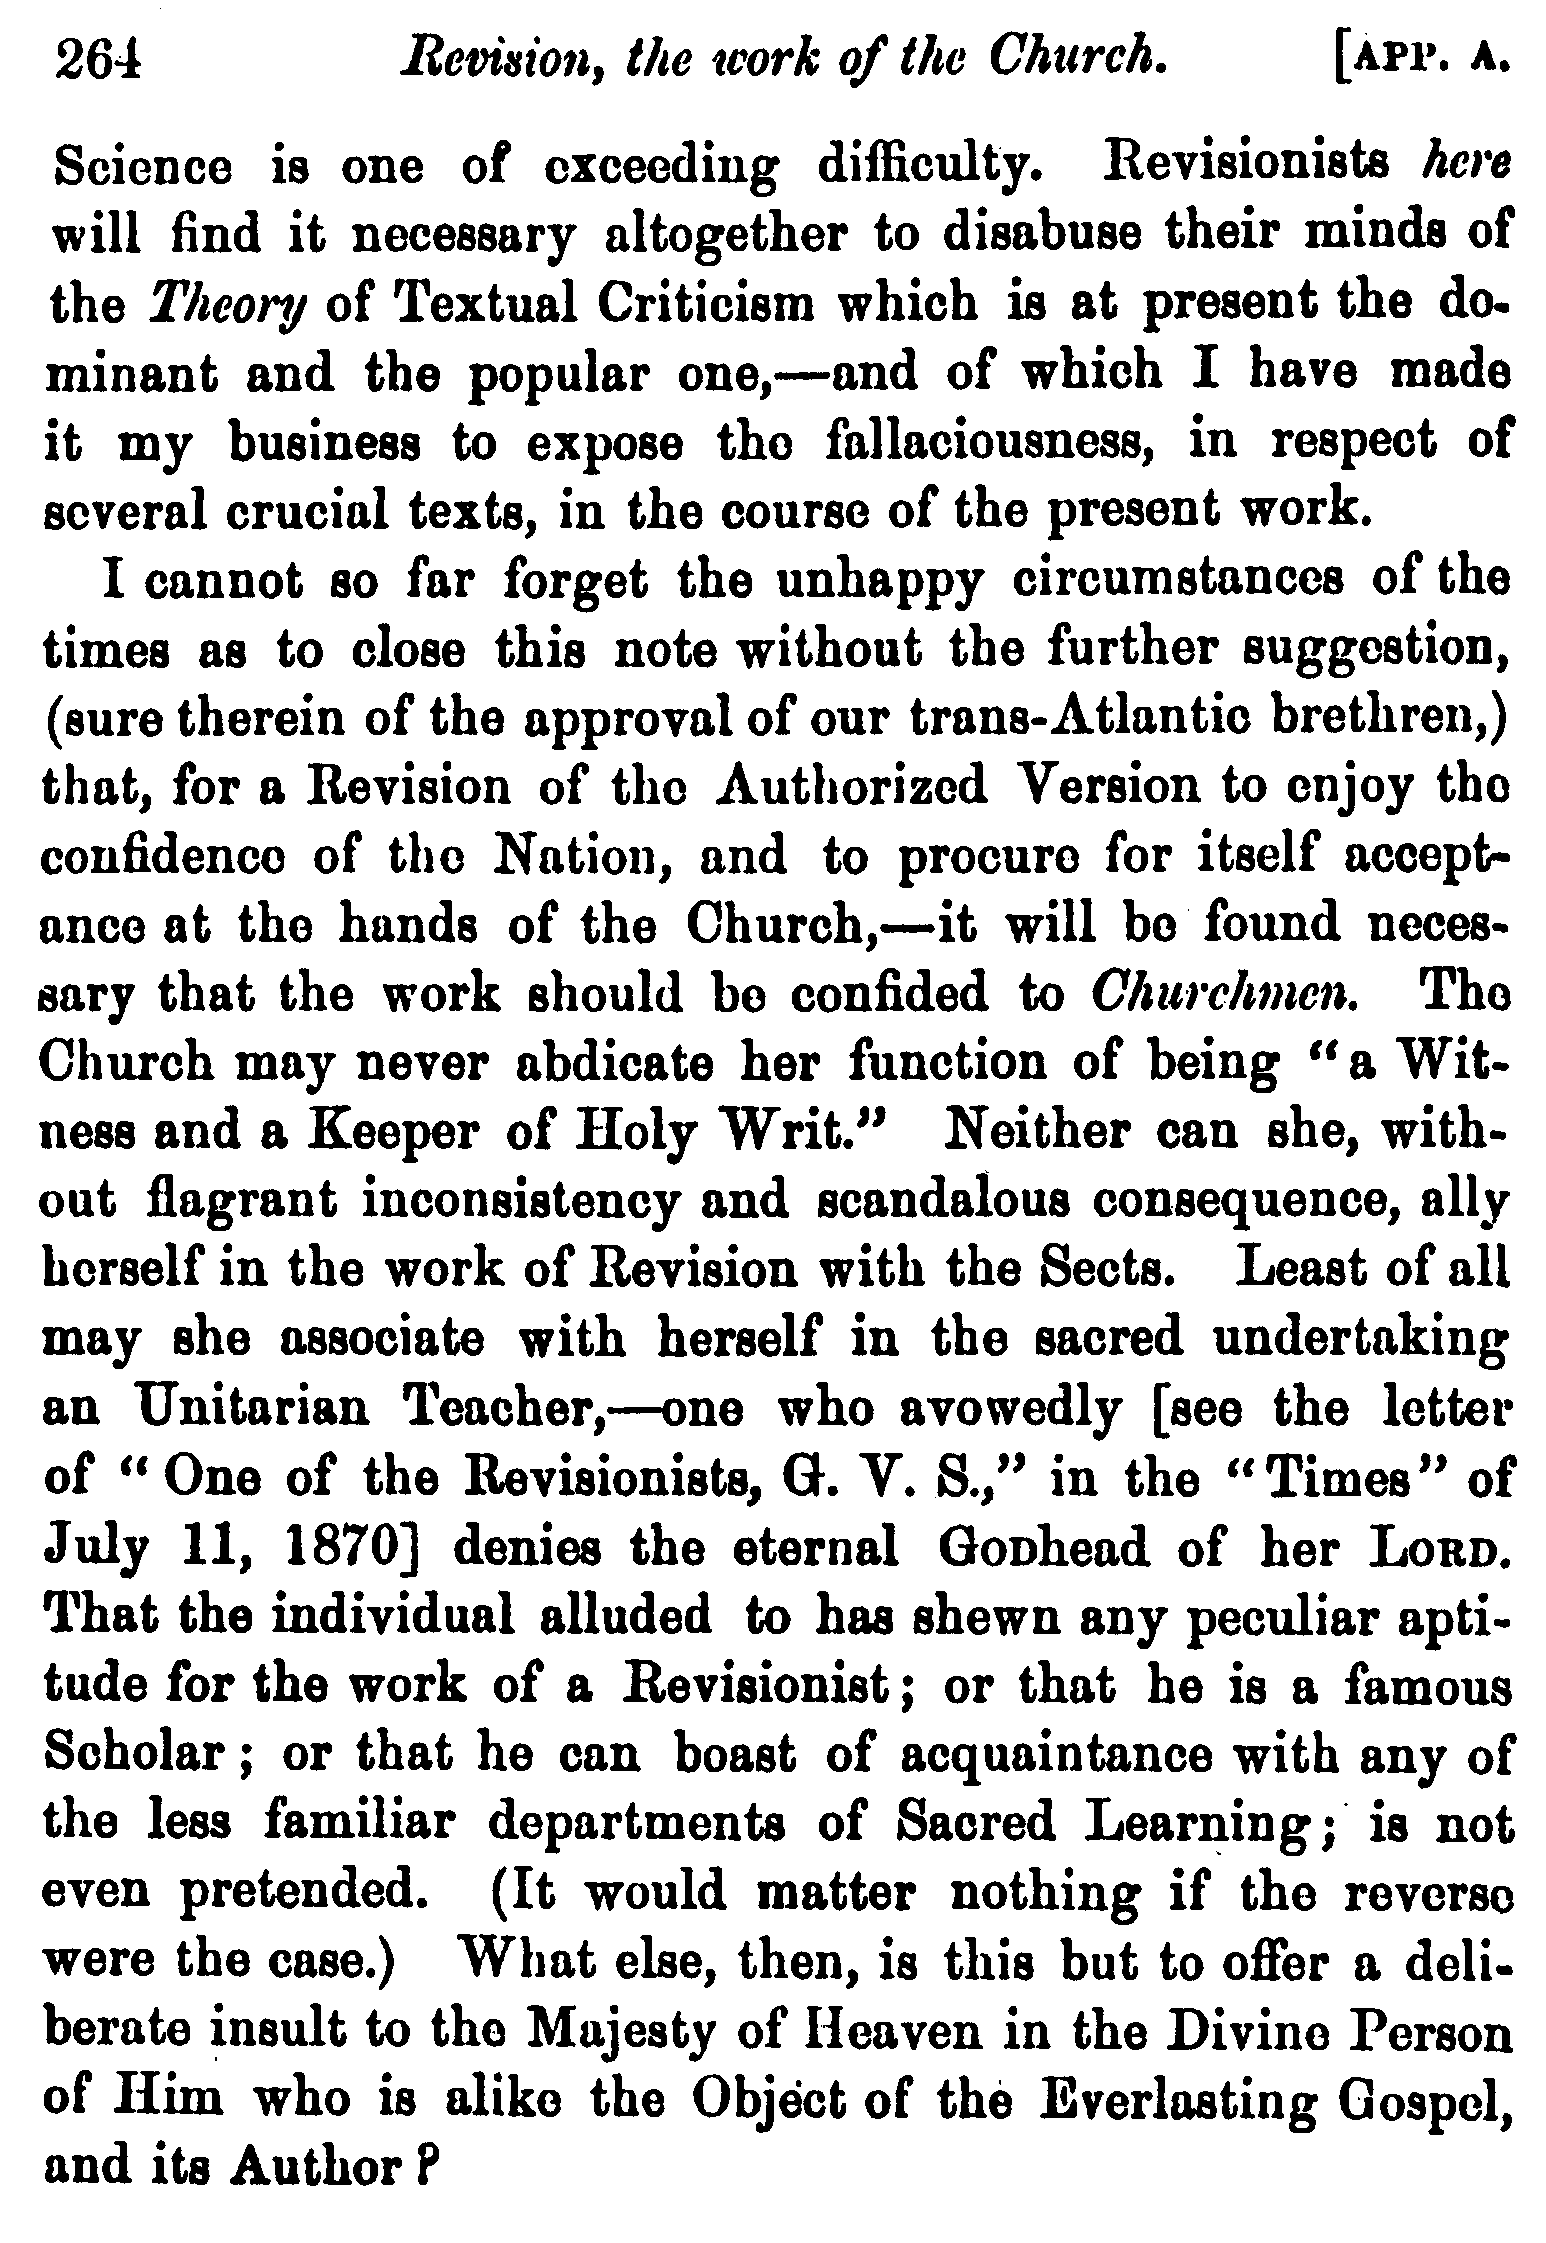 264 Revision, the work of the Church. [APP. A.
Science is one of exceeding difficulty. Revisionists here
will find it necessary altogether to disabuse their minds of
the Theory of Textual Criticism which is at present the do-
minant and the popular one,—and of which I have made
it my business to expose the fallaciousness, in respect of
several crucial texts, in the course of the present work.
I cannot so far forget the unhappy circumstances of the
times as to close this note without the further suggestion,
(sure therein of the approval of our trans-Atlantic brethren,)
that, for a Revision of the Authorized Version to enjoy the
confidence of the Nation, and to procure for itself accept-
ance at the hands of the Church,—it will be found neces-
sary that the work should be confided to Churchmen. The
Church may never abdicate her function of being “a Wit-
ness and a Keeper of Holy Writ.” Neither can she, with-
out flagrant inconsistency and scandalous consequence, ally
herself in the work of Revision with the Sects. Least of all
may she associate with herself in the sacred undertaking
an Unitarian Teacher,—one who avowedly [see the letter
of “One of the Revisionists, G. V. S.,” in the “Times” of
July 11, 1870] denies the eternal GODhead of her LORD.
That the individual alluded to has shewn any peculiar apti-
tude for the work of a Revisionist; or that he is a famous
Scholar; or that he can boast of acquaintance with any of
the less familiar departments of Sacred Learning; is not
even pretended. (It would matter nothing if the reverse
were the case.) What else, then, is this but to offer a deli-
berate insult to the Majesty of Heaven in the Divine Person
of Him who is alike the Object of the Everlasting Gospel,
and its Author?